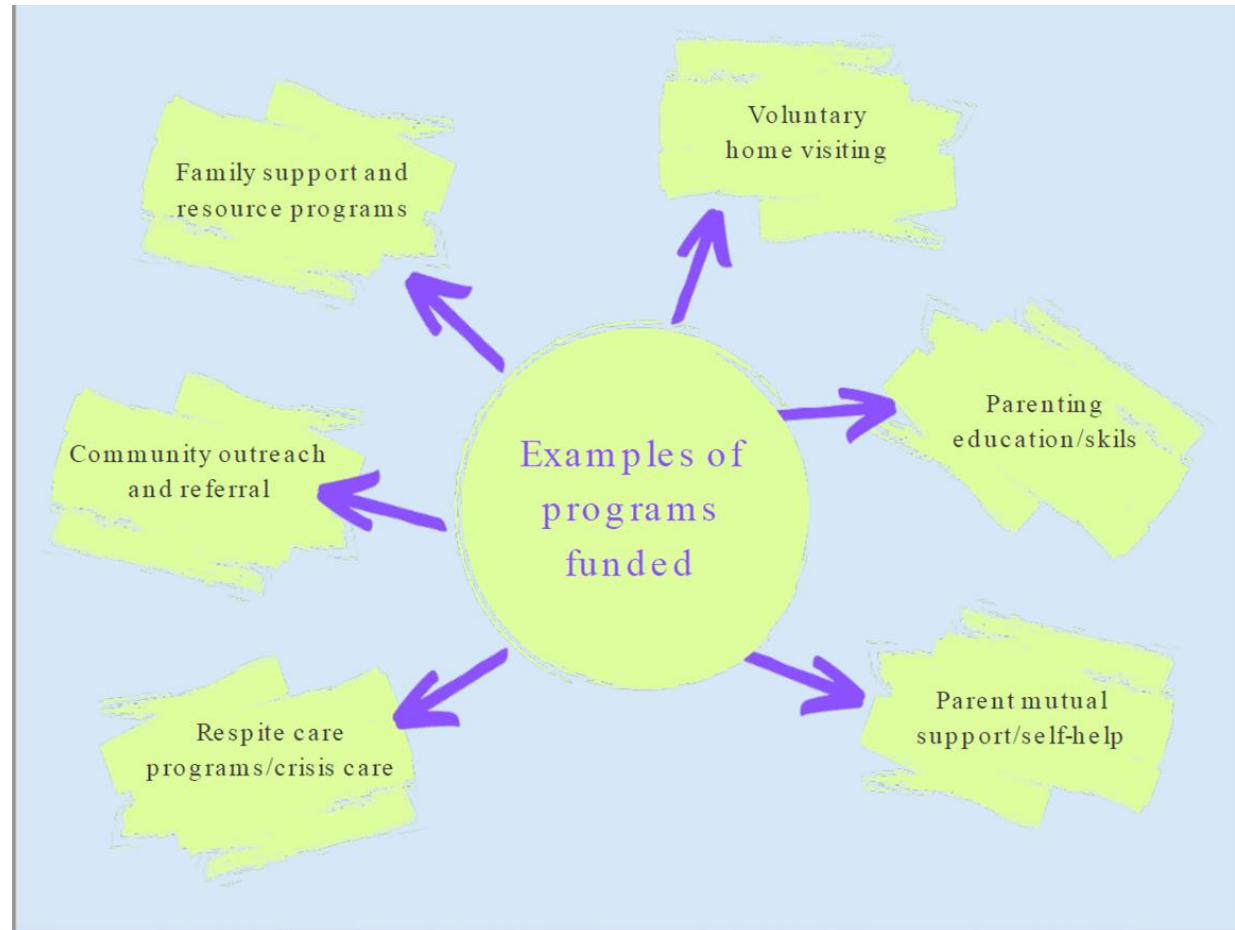 Voluntary
home visiting
Family support and
resource programs
Parenting
education/skils
Community outreach
and referral
Examples of
programs
funded
Parent mutual
support/self-help
Respite care
programs/crisis care